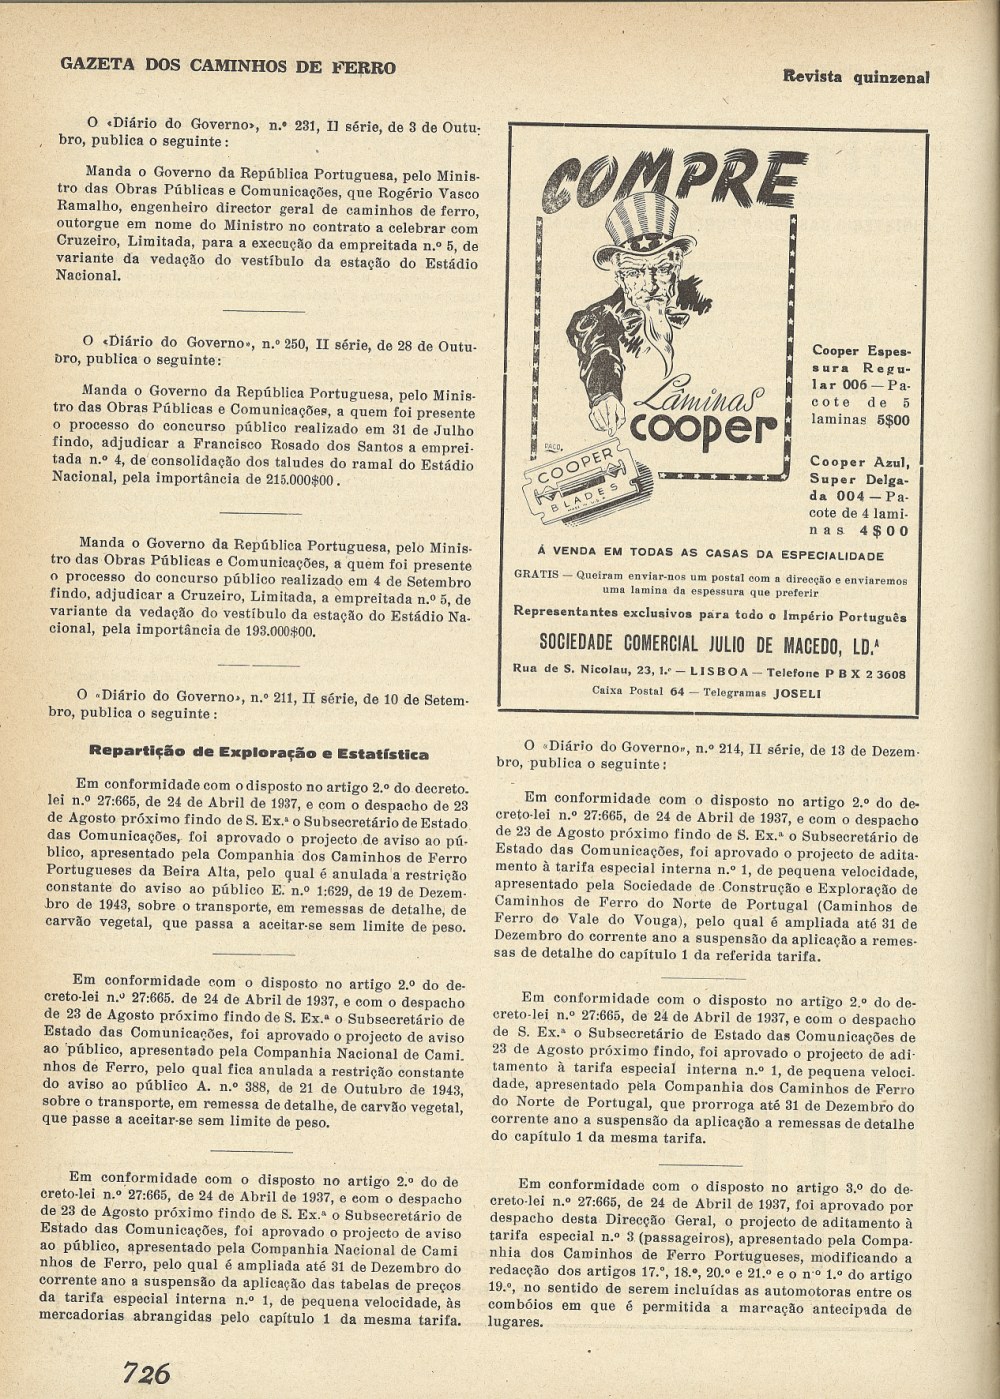 GAZETA DOS CAMINHOS DE FERRO
Revista quinzenal
O «Diário do Governo», n.º 231, II série, de 3 de Outu-
bro, publica o seguinte:
Manda o Governo da República Portuguesa, pelo Minis-
tro das Obras Públicas e Comunicações, que Rogério Vasco
Ramalho, engenheiro director geral de caminhos de ferro,
outorgue em nome do Ministro no contrato a celebrar com
Cruzeiro, Limitada, para a execução da empreitada n.º 5, de
variante da vedação do vestíbulo da estação do Estádio
Nacional.
O «Diário do Governo», n.º 250, II série, de 28 de Outu-
bro, publica o seguinte:
Manda o Governo da República Portuguesa, pelo Minis-
tro das Obras Públicas e Comunicações, a quem foi presente
o processo do concurso público realizado em 31 de Julho
findo, adjudicar a Francisco Rosado dos Santos a emprei-
tada n.º 4, de consolidação dos taludes do ramal do Estádio
Nacional, pela importância de 215.000$00.
Manda o Governo da República Portuguesa, pelo Minis-
tro das Obras Públicas e Comunicações, a quem foi presente
o processo do concurso público realizado em 4 de Setembro
findo, adjudicar a Cruzeiro, Limitada, a empreitada n.º 5, de
variante da vedação do vestíbulo da estação do Estádio Na-
cional, pela importância de 193.000$00.
O «Diário do Governo», n.º 211, II série, de 10 de Setem-
bro, publica o seguinte:
Repartição de Exploração e Estatística
Em conformidade com o disposto no artigo 2.º do decreto.
lei n.º 27:665, de 24 de Abril de 1937, e com o despacho de 23
de Agosto próximo findo de S. Ex.ª o Subsecretário de Estado
das Comunicações, foi aprovado o projecto de aviso ao pú-
blico, apresentado pela Companhia dos Caminhos de Ferro
Portugueses da Beira Alta, pelo qual é anulada a restrição
constante do aviso ao público E. n.º 1:629, de 19 de Dezem-
bro de 1943, sobre o transporte, em remessas de detalhe, de
carvão vegetal, que passa a aceitar-se sem limite de peso.
Em conformidade com o disposto no artigo 2.º do de-
creto-lei n.º 27:665. de 24 de Abril de 1937, e com o despacho
de 23 de Agosto próximo findo de S. Ex.ª o Subsecretário de
Estado das Comunicações, foi aprovado o projecto de aviso
ao público, apresentado pela Companhia Nacional de Cami.
nhos de Ferro, pelo qual fica anulada a restrição constante
do aviso ao público A. n.º 388, de 21 de Outubro de 1943,
sobre o transporte, em remessa de detalhe, de carvão vegetal,
que passe a aceitar-se sem limite de peso.
Em conformidade com o disposto no artigo 2.º do de
creto-lei n.º 27:665, de 24 de Abril de 1937, e com o despacho
de 23 de Agosto próximo findo de S. Ex.ª o Subsecretário de
Estado das Comunicações, foi aprovado o projecto de aviso
ao público, apresentado pela Companhia Nacional de Cami
nhos de Ferro, pelo qual é ampliada até 31 de Dezembro do
corrente ano a suspensão da aplicação das tabelas de preços
da tarifa especial interna n.º 1, de pequena velocidade, às
mercadorias abrangidas pelo capítulo 1 da mesma tarifa.
COMPRE
Lâminas
cooper
PACO.
COOPER
BLADES
Cooper Espes-
sura Regu-
lar 006 — Pa-
cote de 5
laminas 5$00
Cooper Azul,
Super Delga-
da 004 — Pa-
cote de 4 lami-
nas 4$00
Á VENDA EM TODAS AS CASAS DA ESPECIALIDADE
GRATIS — Queiram enviar-nos um postal com a direcção e enviaremos
uma lamina da espessura que preferir
Representantes exclusivos para todo o Império Português
SOCIEDADE COMERCIAL JULIO DE MACEDO, LD.ª
Rua de S. Nicolau, 23, 1.º — LISBOA — Telefone P B X 2 3608
Caixa Postal 64 — Telegramas JOSELI
O «Diário do Governo», n.º 214, II série, de 13 de Dezem-
bro, publica o seguinte:
Em conformidade com o disposto no artigo 2.º do de-
creto-lei n.º 27:665, de 24 de Abril de 1937, e com o despacho
de 23 de Agosto próximo findo de S. Ex.ª o Subsecretário de
Estado das Comunicações, foi aprovado o projecto de adita-
mento à tarifa especial interna n.º 1, de pequena velocidade,
apresentado pela Sociedade de Construção e Exploração de
Caminhos de Ferro do Norte de Portugal (Caminhos de
Ferro do Vale do Vouga), pelo qual é ampliada até 31 de
Dezembro do corrente ano a suspensão da aplicação a remes-
sas de detalhe do capítulo 1 da referida tarifa.
Em conformidade com o disposto no artigo 2.º do de-
creto-lei n.º 27:665, de 24 de Abril de 1937, e com o despacho
de S. Ex.ª o Subsecretário de Estado das Comunicações de
23 de Agosto próximo findo, foi aprovado o projecto de adi-
tamento à tarifa especial interna n.º 1, de pequena veloci-
dade, apresentado pela Companhia dos Caminhos de Ferro
do Norte de Portugal, que prorroga até 31 de Dezembro do
corrente ano a suspensão da aplicação a remessas de detalhe
do capítulo 1 da mesma tarifa.
Em conformidade com o disposto no artigo 3.º do de-
creto-lei n.º 27:665, de 24 de Abril de 1937, foi aprovado por
despacho desta Direcção Geral, o projecto de aditamento à
tarifa especial n.º 3 (passageiros), apresentado pela Compa-
nhia dos Caminhos de Ferro Portugueses, modificando a
redacção dos artigos 17.º, 18.º, 20.º e 21.º e o n.º 1.º do artigo
19.º, no sentido de serem incluídas as automotoras entre os
combóios em que é permitida a marcação antecipada de
lugares.
726